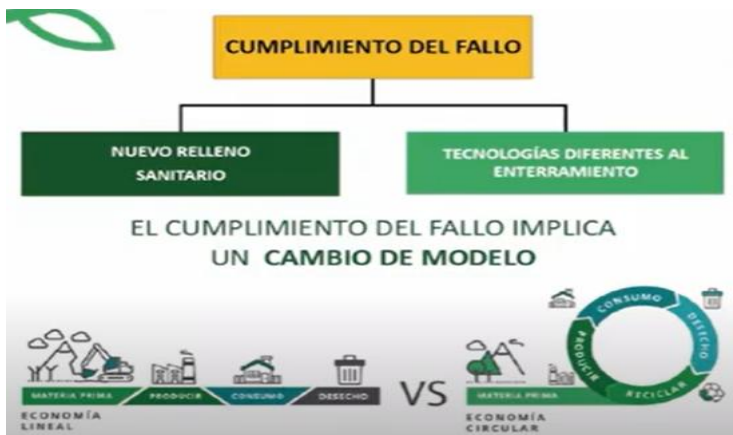 CUMPLIMIENTO DEL FALLO
NUEVO RELLENO
SANITARIO
TECNOLOGÍAS DIFERENTES AL
ENTERRAMIENTO
EL CUMPLIMIENTO DEL FALLO IMPLICA
UN CAMBIO DE MODELO
MATERIA PRIMA
PRODUCIR
CONSUMO
DESECHO
ECONOMÍA
LINEAL
VS
MATERIA PRIMA
PRODUCIR
CONSUMO
DESECHO
RECICLAR
ECONOMÍA
CIRCULAR